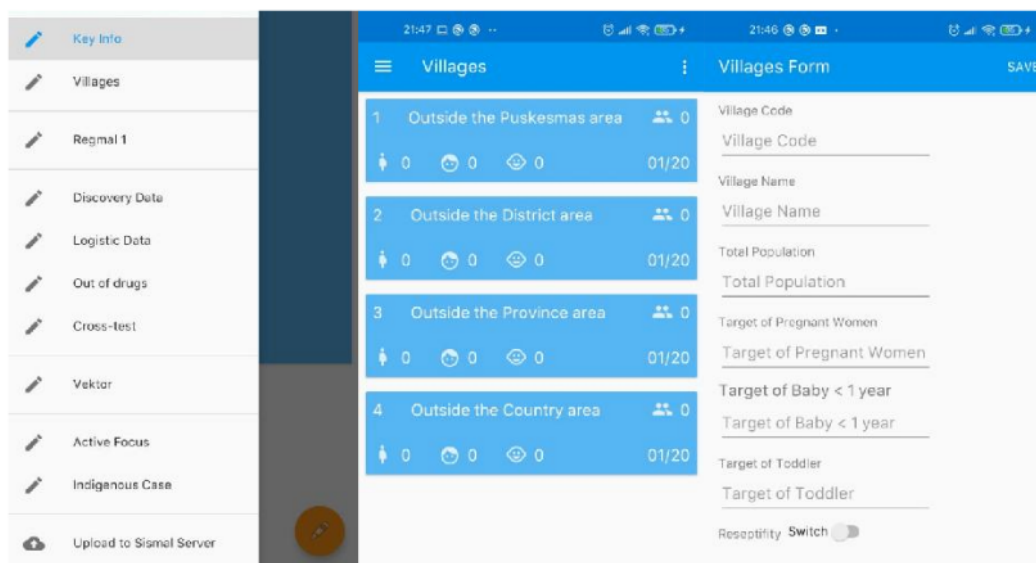 Key Info
Villages
Regmal 1
Discovery Data
Logistic Data
Out of drugs
Cross-test
Vektor
Active Focus
Indigenous Case
Upload to Sismal Server
21:47
Villages
1 Outside the Puskesmas area 0
0 0 0 01/20
2 Outside the District area 0
0 0 0 01/20
3 Outside the Province area 0
0 0 0 01/20
4 Outside the Country area 0
0 0 0 01/20
21:46
Villages Form SAVE
Village Code
Village Code
Village Name
Village Name
Total Population
Total Population
Target of Pregnant Women
Target of Pregnant Women
Target of Baby < 1 year
Target of Baby < 1 year
Target of Toddler
Target of Toddler
Reseptifity Switch